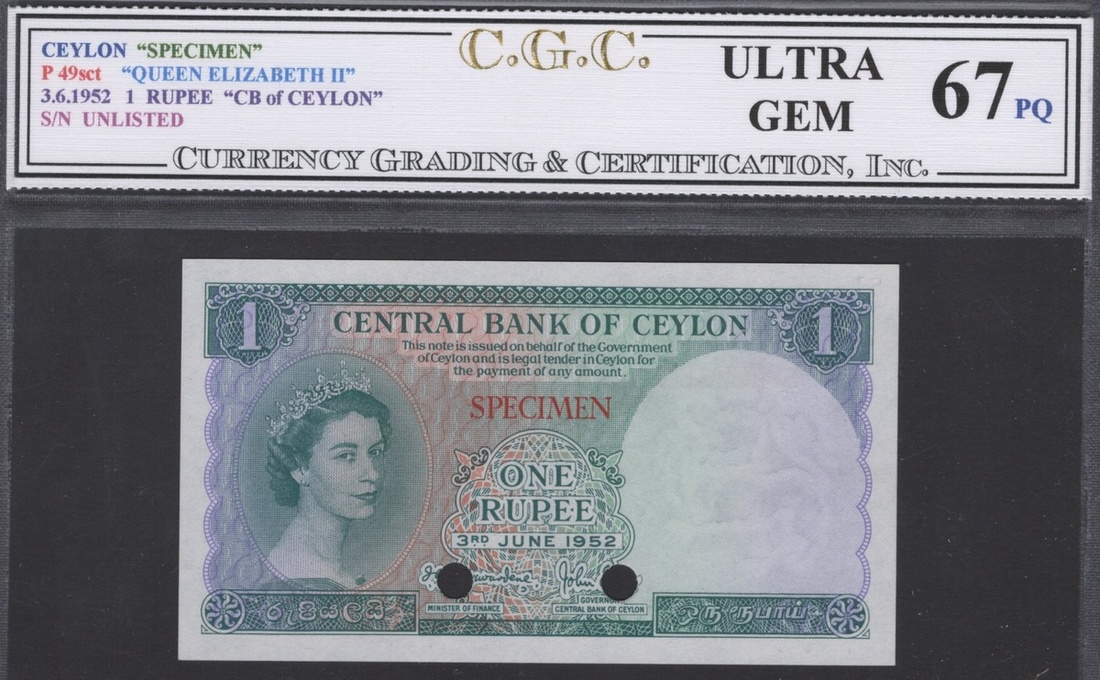 CEYLON "SPECIMEN"
P 49sct "QUEEN ELIZABETH II"
3.6.1952 1 RUPEE "CB of CEYLON"
S/N UNLISTED
C.G.C.
ULTRA
GEM
67 PQ
CURRENCY GRADING & CERTIFICATION, INC.
1 1
CENTRAL BANK OF CEYLON
This note is issued on behalf of the Government
of Ceylon and is legal tender in Ceylon for
the payment of any amount.
SPECIMEN
ONE
RUPEE
3RD JUNE 1952
MINISTER OF FINANCE
GOVERNOR
CENTRAL BANK OF CEYLON
රුපියලයි
ஒரு ரூபாய்